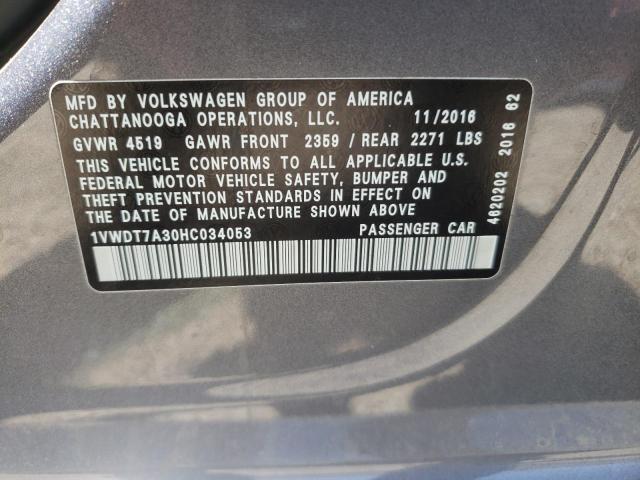 MFD BY VOLKSWAGEN GROUP OF AMERICA
CHATTANOOGA OPERATIONS, LLC. 11/2016
GVWR 4519 GAWR FRONT 2359 / REAR 2271 LBS
THIS VEHICLE CONFORMS TO ALL APPLICABLE U.S.
FEDERAL MOTOR VEHICLE SAFETY, BUMPER AND
THEFT PREVENTION STANDARDS IN EFFECT ON
THE DATE OF MANUFACTURE SHOWN ABOVE
1VWDT7A30HC034053 PASSENGER CAR
4620202 2016 62